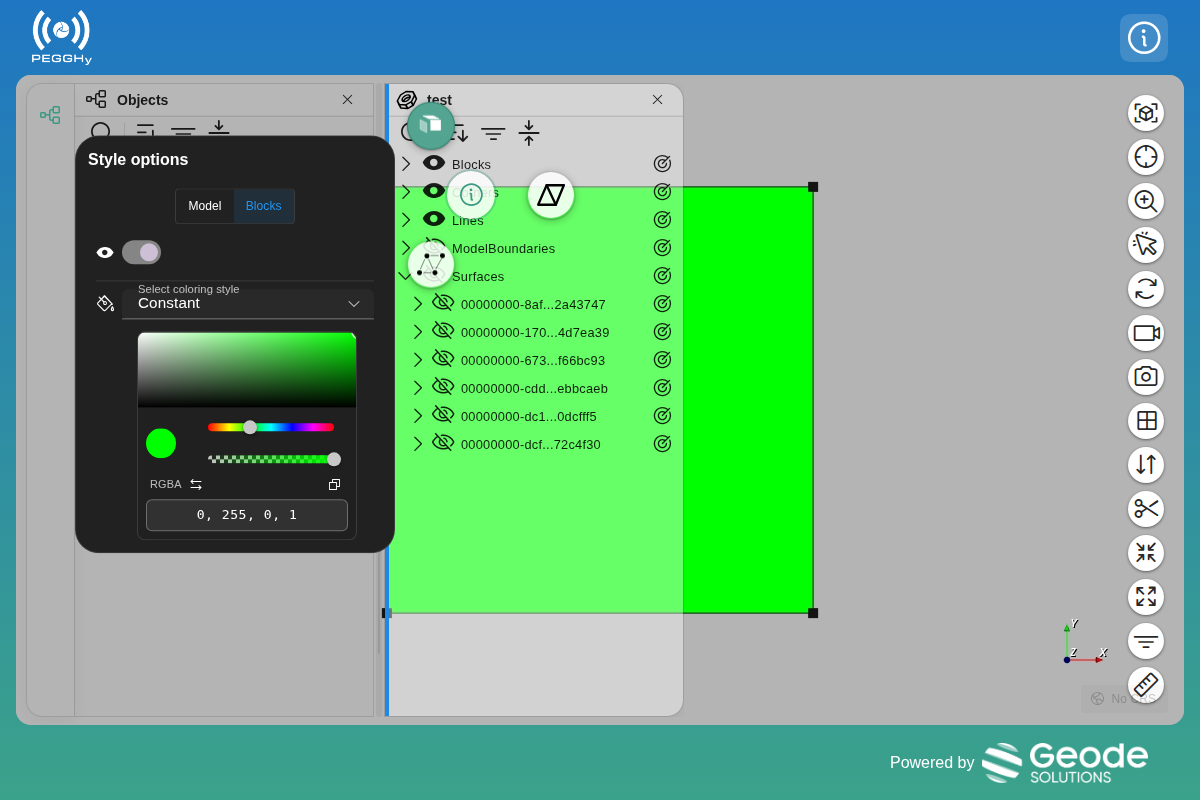 PEGGHy
Objects
test
Style options
Model
Blocks
Select coloring style
Constant
RGBA
0, 255, 0, 1
Blocks
Lines
ModelBoundaries
Surfaces
00000000-8af...2a43747
00000000-170...4d7ea39
00000000-673...f66bc93
00000000-cdd...ebbcaeb
00000000-dc1...0dcfff5
00000000-dcf...72c4f30
Y
Z
X
No CRS
Powered by
Geode
SOLUTIONS